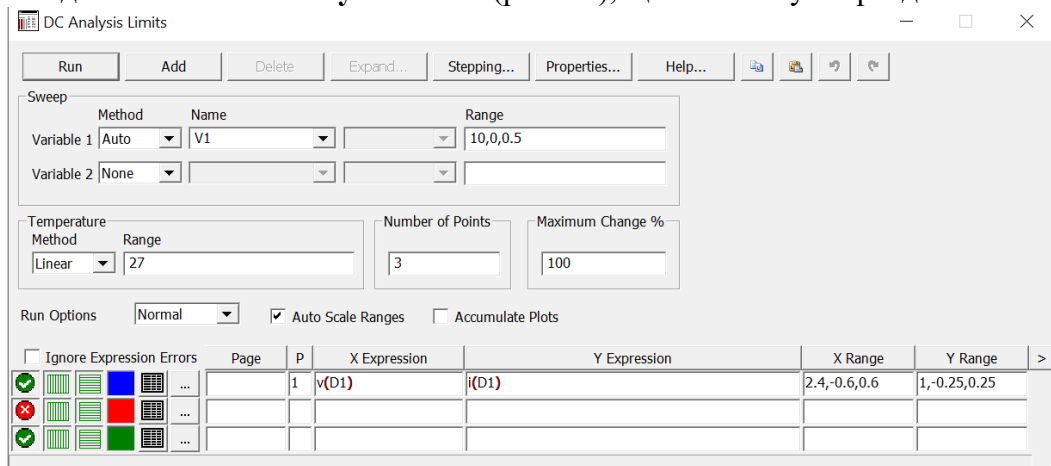 DC Analysis Limits
Run Add Delete Expand... Stepping... Properties... Help...
Sweep
Method Name Range
Variable 1 Auto V1 10,0,0.5
Variable 2 None
Temperature Number of Points Maximum Change %
Method Range
Linear 27 3 100
Run Options Normal Auto Scale Ranges Accumulate Plots
Ignore Expression Errors Page P X Expression Y Expression X Range Y Range >
... 1 v(D1) i(D1) 2.4,-0.6,0.6 1,-0.25,0.25
...
...